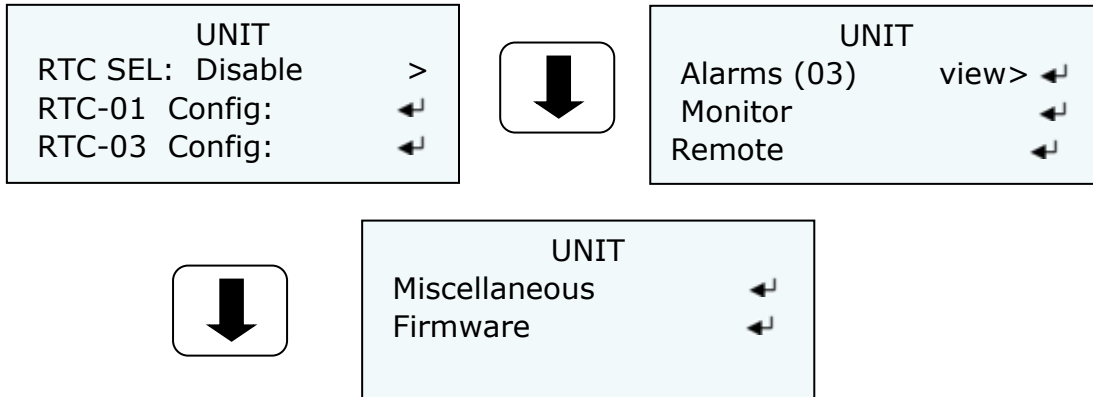 UNIT
RTC SEL: Disable >
RTC-01 Config: ↵
RTC-03 Config: ↵
UNIT
Alarms (03) view> ↵
Monitor ↵
Remote ↵
UNIT
Miscellaneous ↵
Firmware ↵